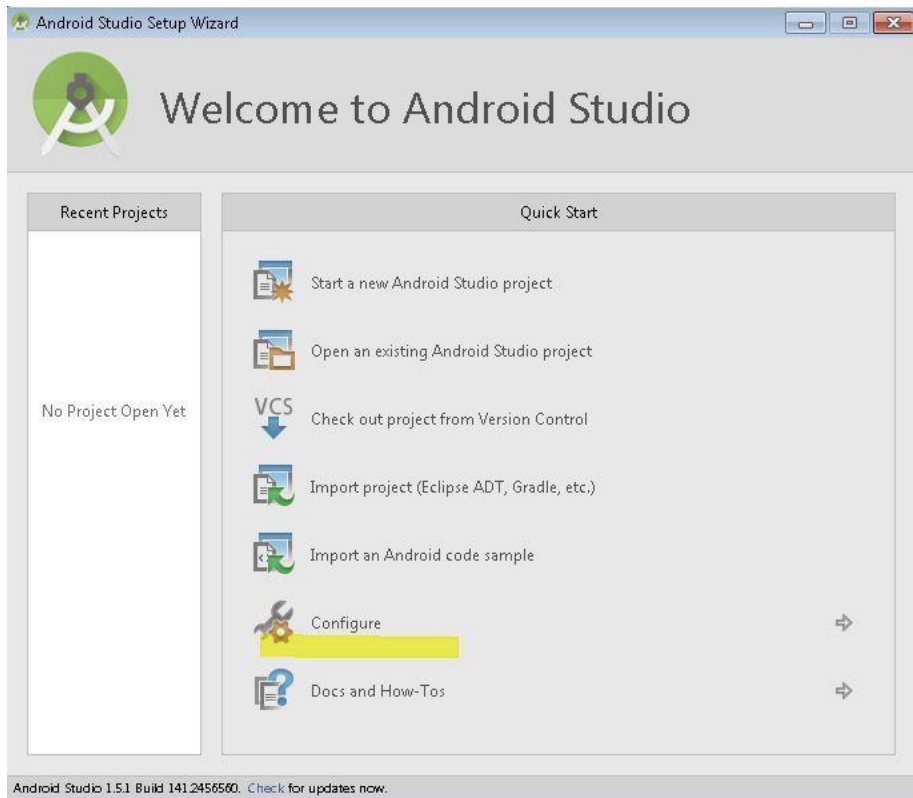 Android Studio Setup Wizard
Welcome to Android Studio
Recent Projects
No Project Open Yet
Quick Start
Start a new Android Studio project
Open an existing Android Studio project
VCS
Check out project from Version Control
Import project (Eclipse ADT, Gradle, etc.)
Import an Android code sample
Configure
Docs and How-Tos
Android Studio 1.5.1 Build 141.2456560. Check for updates now.